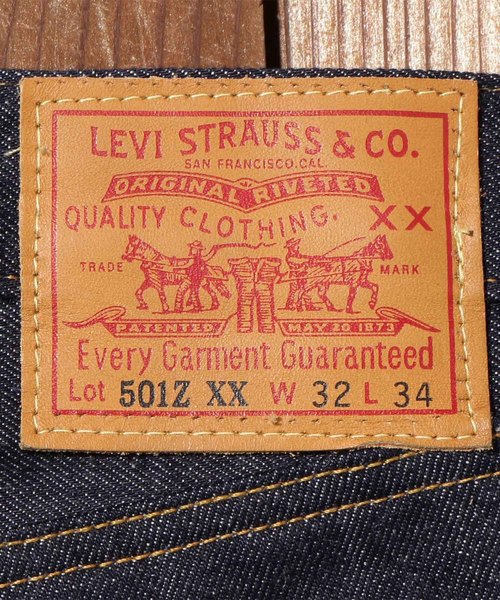 LEVI STRAUSS & CO.
SAN FRANCISCO.CAL.
ORIGINAL RIVETED
QUALITY CLOTHING. XX
TRADE MARK
PATENTED MAY 20 1873
Every Garment Guaranteed
Lot 501Z XX W 32 L 34